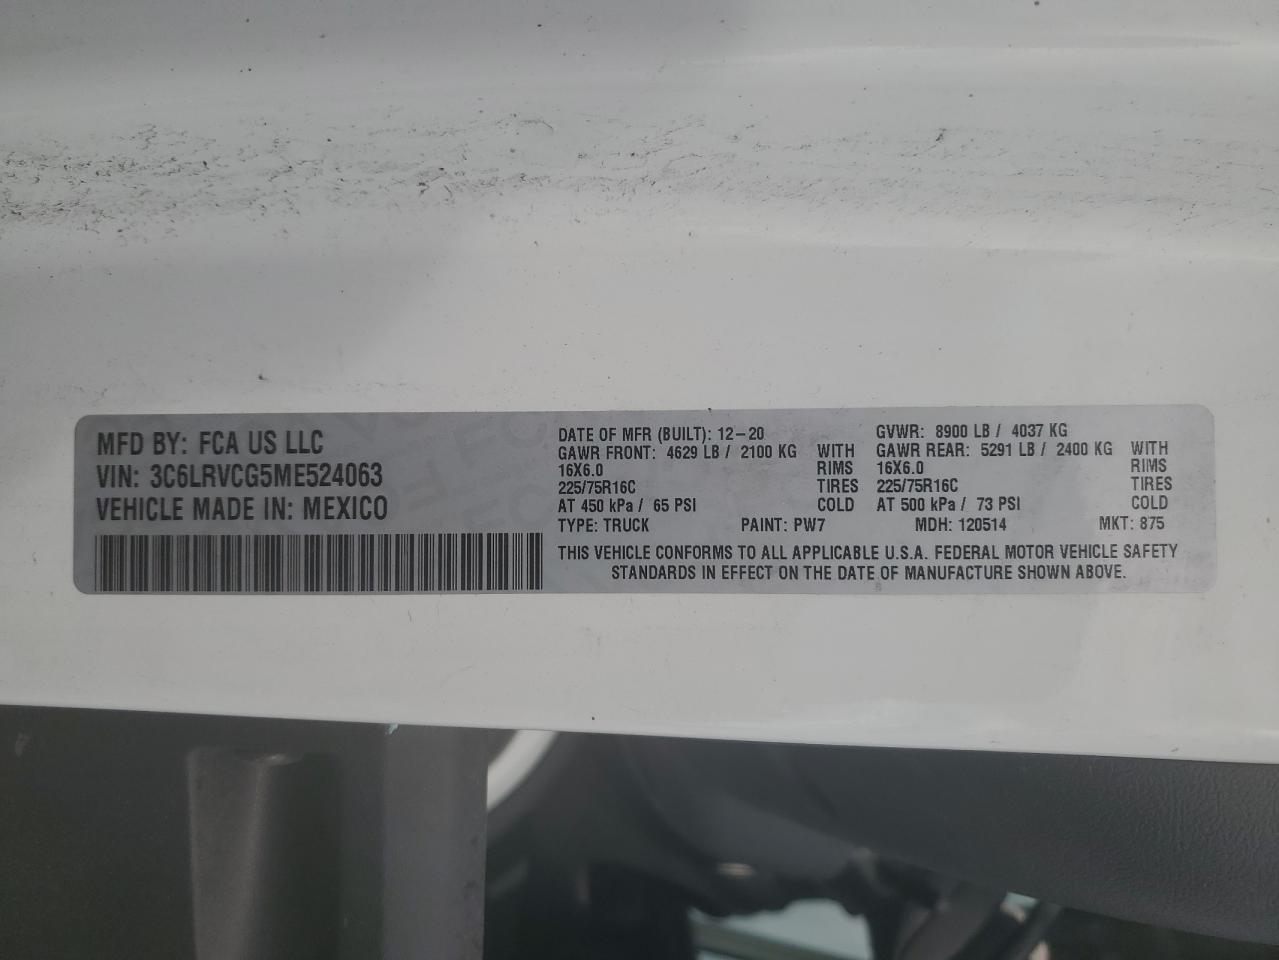 MFD BY: FCA US LLC
VIN: 3C6LRVCG5ME524063
VEHICLE MADE IN: MEXICO
DATE OF MFR (BUILT): 12-20
GAWR FRONT: 4629 LB / 2100 KG WITH
16X6.0 RIMS
225/75R16C TIRES
AT 450 kPa / 65 PSI COLD
TYPE: TRUCK PAINT: PW7
GVWR: 8900 LB / 4037 KG
GAWR REAR: 5291 LB / 2400 KG WITH
16X6.0 RIMS
225/75R16C TIRES
AT 500 kPa / 73 PSI COLD
MDH: 120514 MKT: 875
THIS VEHICLE CONFORMS TO ALL APPLICABLE U.S.A. FEDERAL MOTOR VEHICLE SAFETY
STANDARDS IN EFFECT ON THE DATE OF MANUFACTURE SHOWN ABOVE.